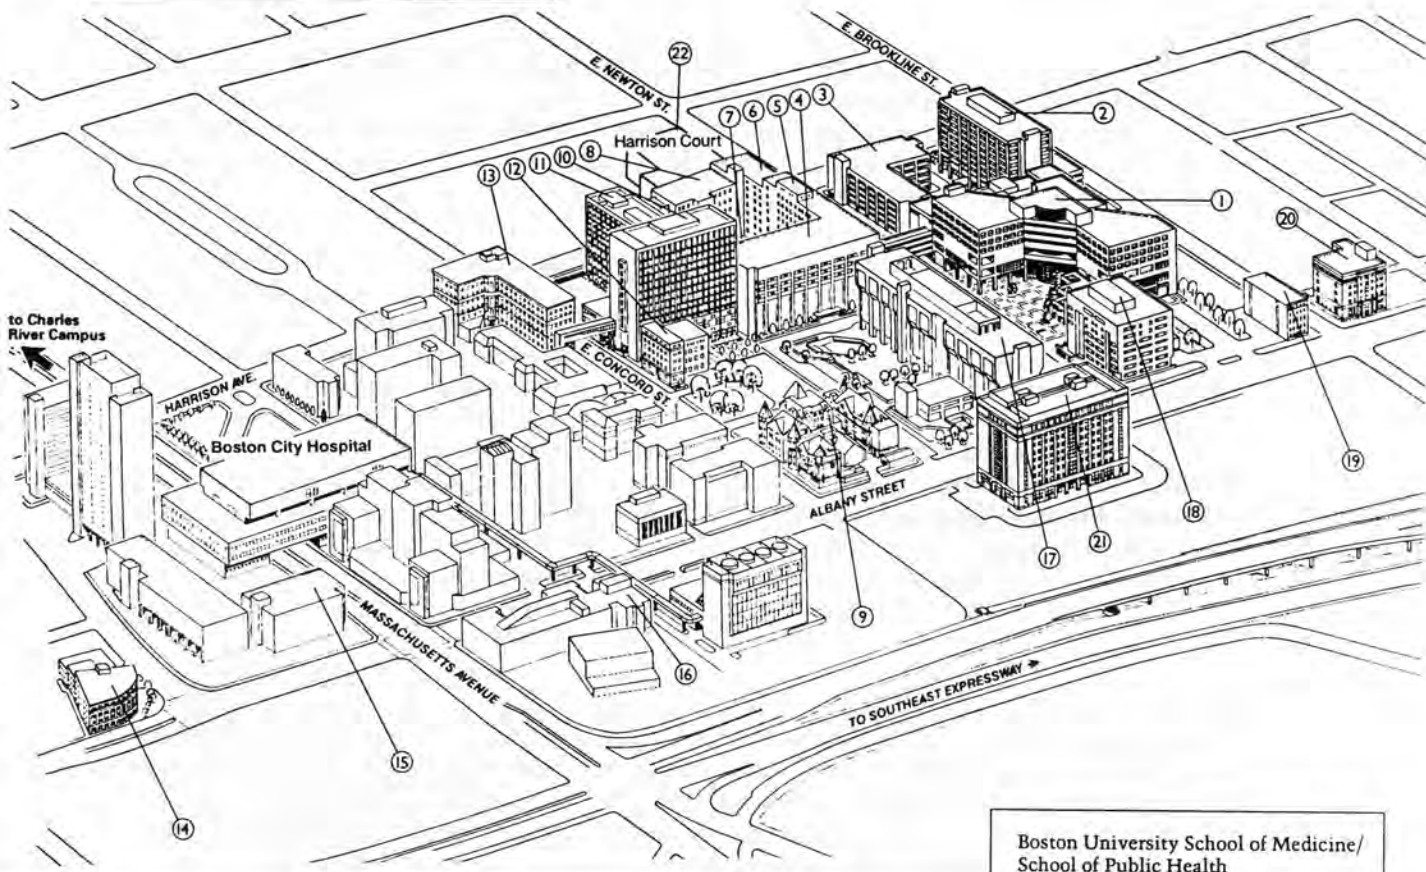 E. BROOKLINE ST.
22
E. NEWTON ST.
3
4
5
6
7
2
Harrison Court
8
10
11
12
13
1
20
to Charles
River Campus
E. CONCORD ST.
HARRISON AVE.
Boston City Hospital
19
ALBANY STREET
18
21
17
9
MASSACHUSETTS AVENUE
16
TO SOUTHEAST EXPRESSWAY
15
14
Boston University School of Medicine/
School of Public Health